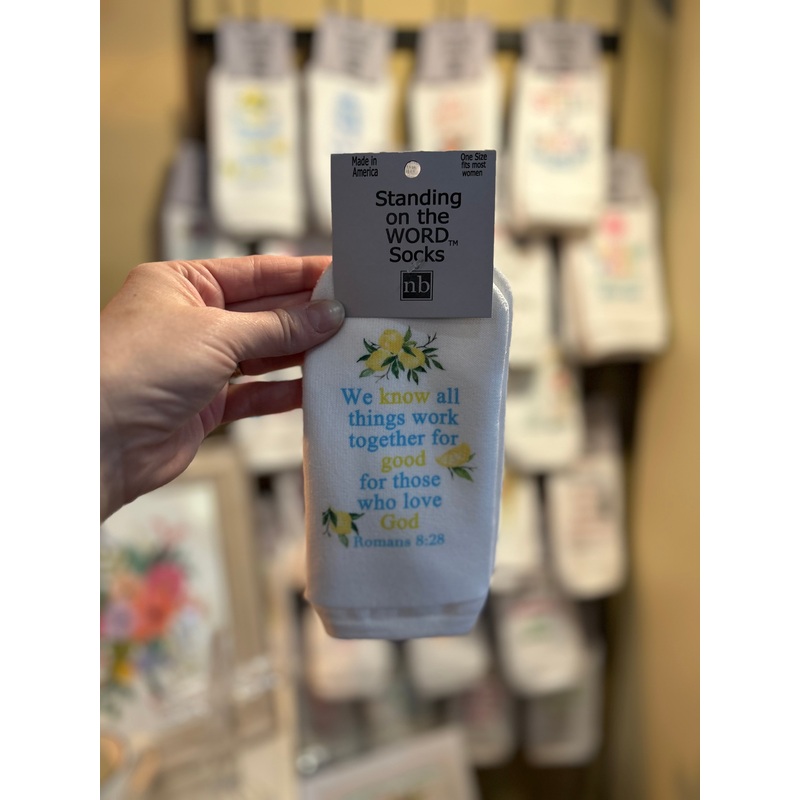 Made in
America
One Size
fits most
women
Standing
on the
WORD™
Socks
nb
We know all
things work
together for
good
for those
who love
God
Romans 8:28